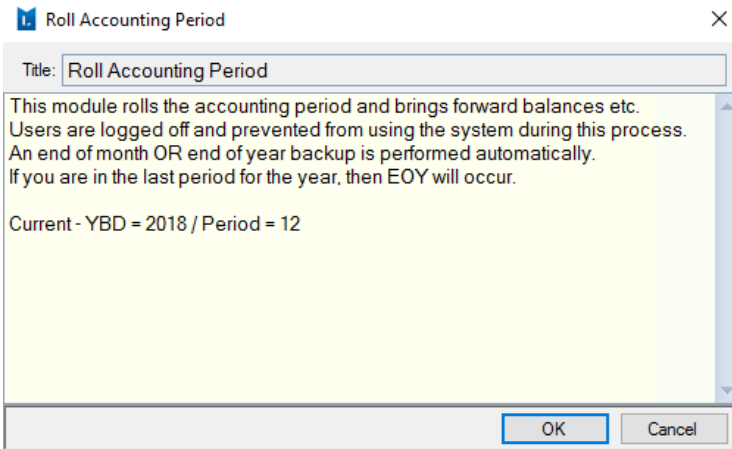 Roll Accounting Period
Title: Roll Accounting Period
This module rolls the accounting period and brings forward balances etc.
Users are logged off and prevented from using the system during this process.
An end of month OR end of year backup is performed automatically.
If you are in the last period for the year, then EOY will occur.
Current - YBD = 2018 / Period = 12
OK Cancel